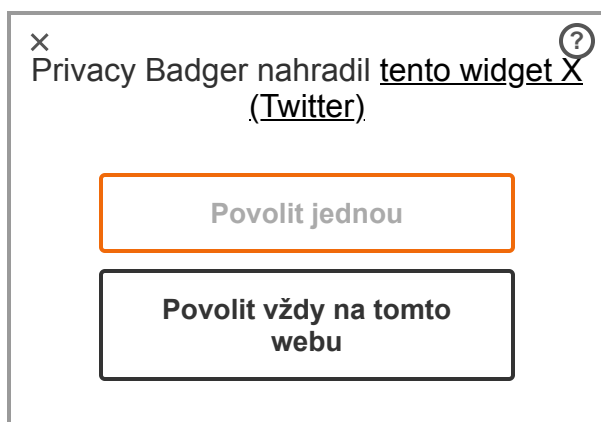 ×
?
Privacy Badger nahradil tento widget X
(Twitter)
Povolit jednou
Povolit vždy na tomto
webu